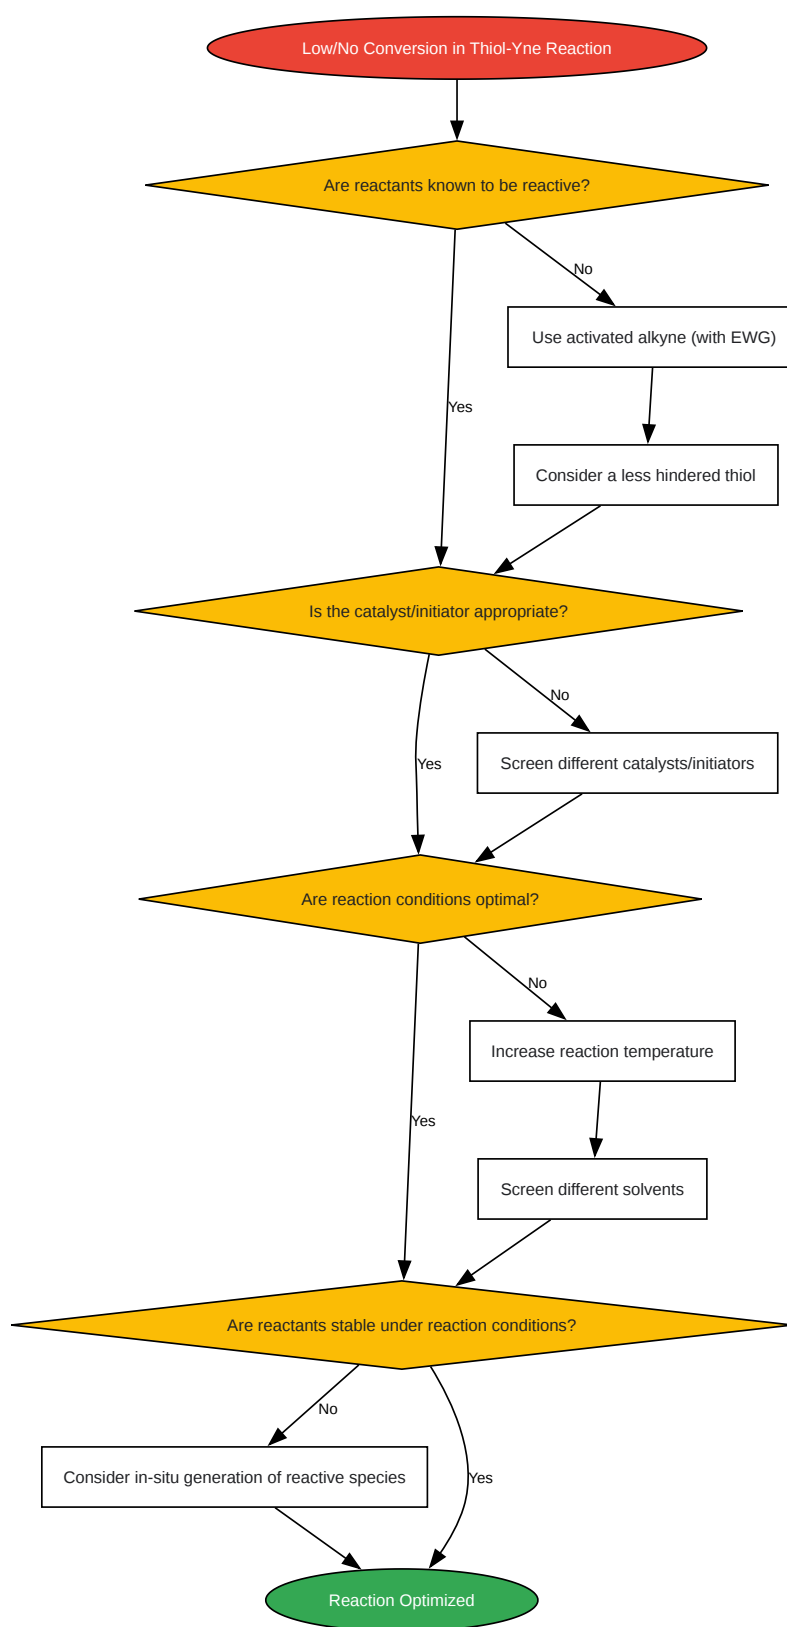 Low/No Conversion in Thiol-Yne Reaction
Are reactants known to be reactive?
No
Use activated alkyne (with EWG)
Yes
Consider a less hindered thiol
Is the catalyst/initiator appropriate?
No
Yes
Screen different catalysts/initiators
Are reaction conditions optimal?
No
Increase reaction temperature
Yes
Screen different solvents
Are reactants stable under reaction conditions?
No
Consider in-situ generation of reactive species
Yes
Reaction Optimized